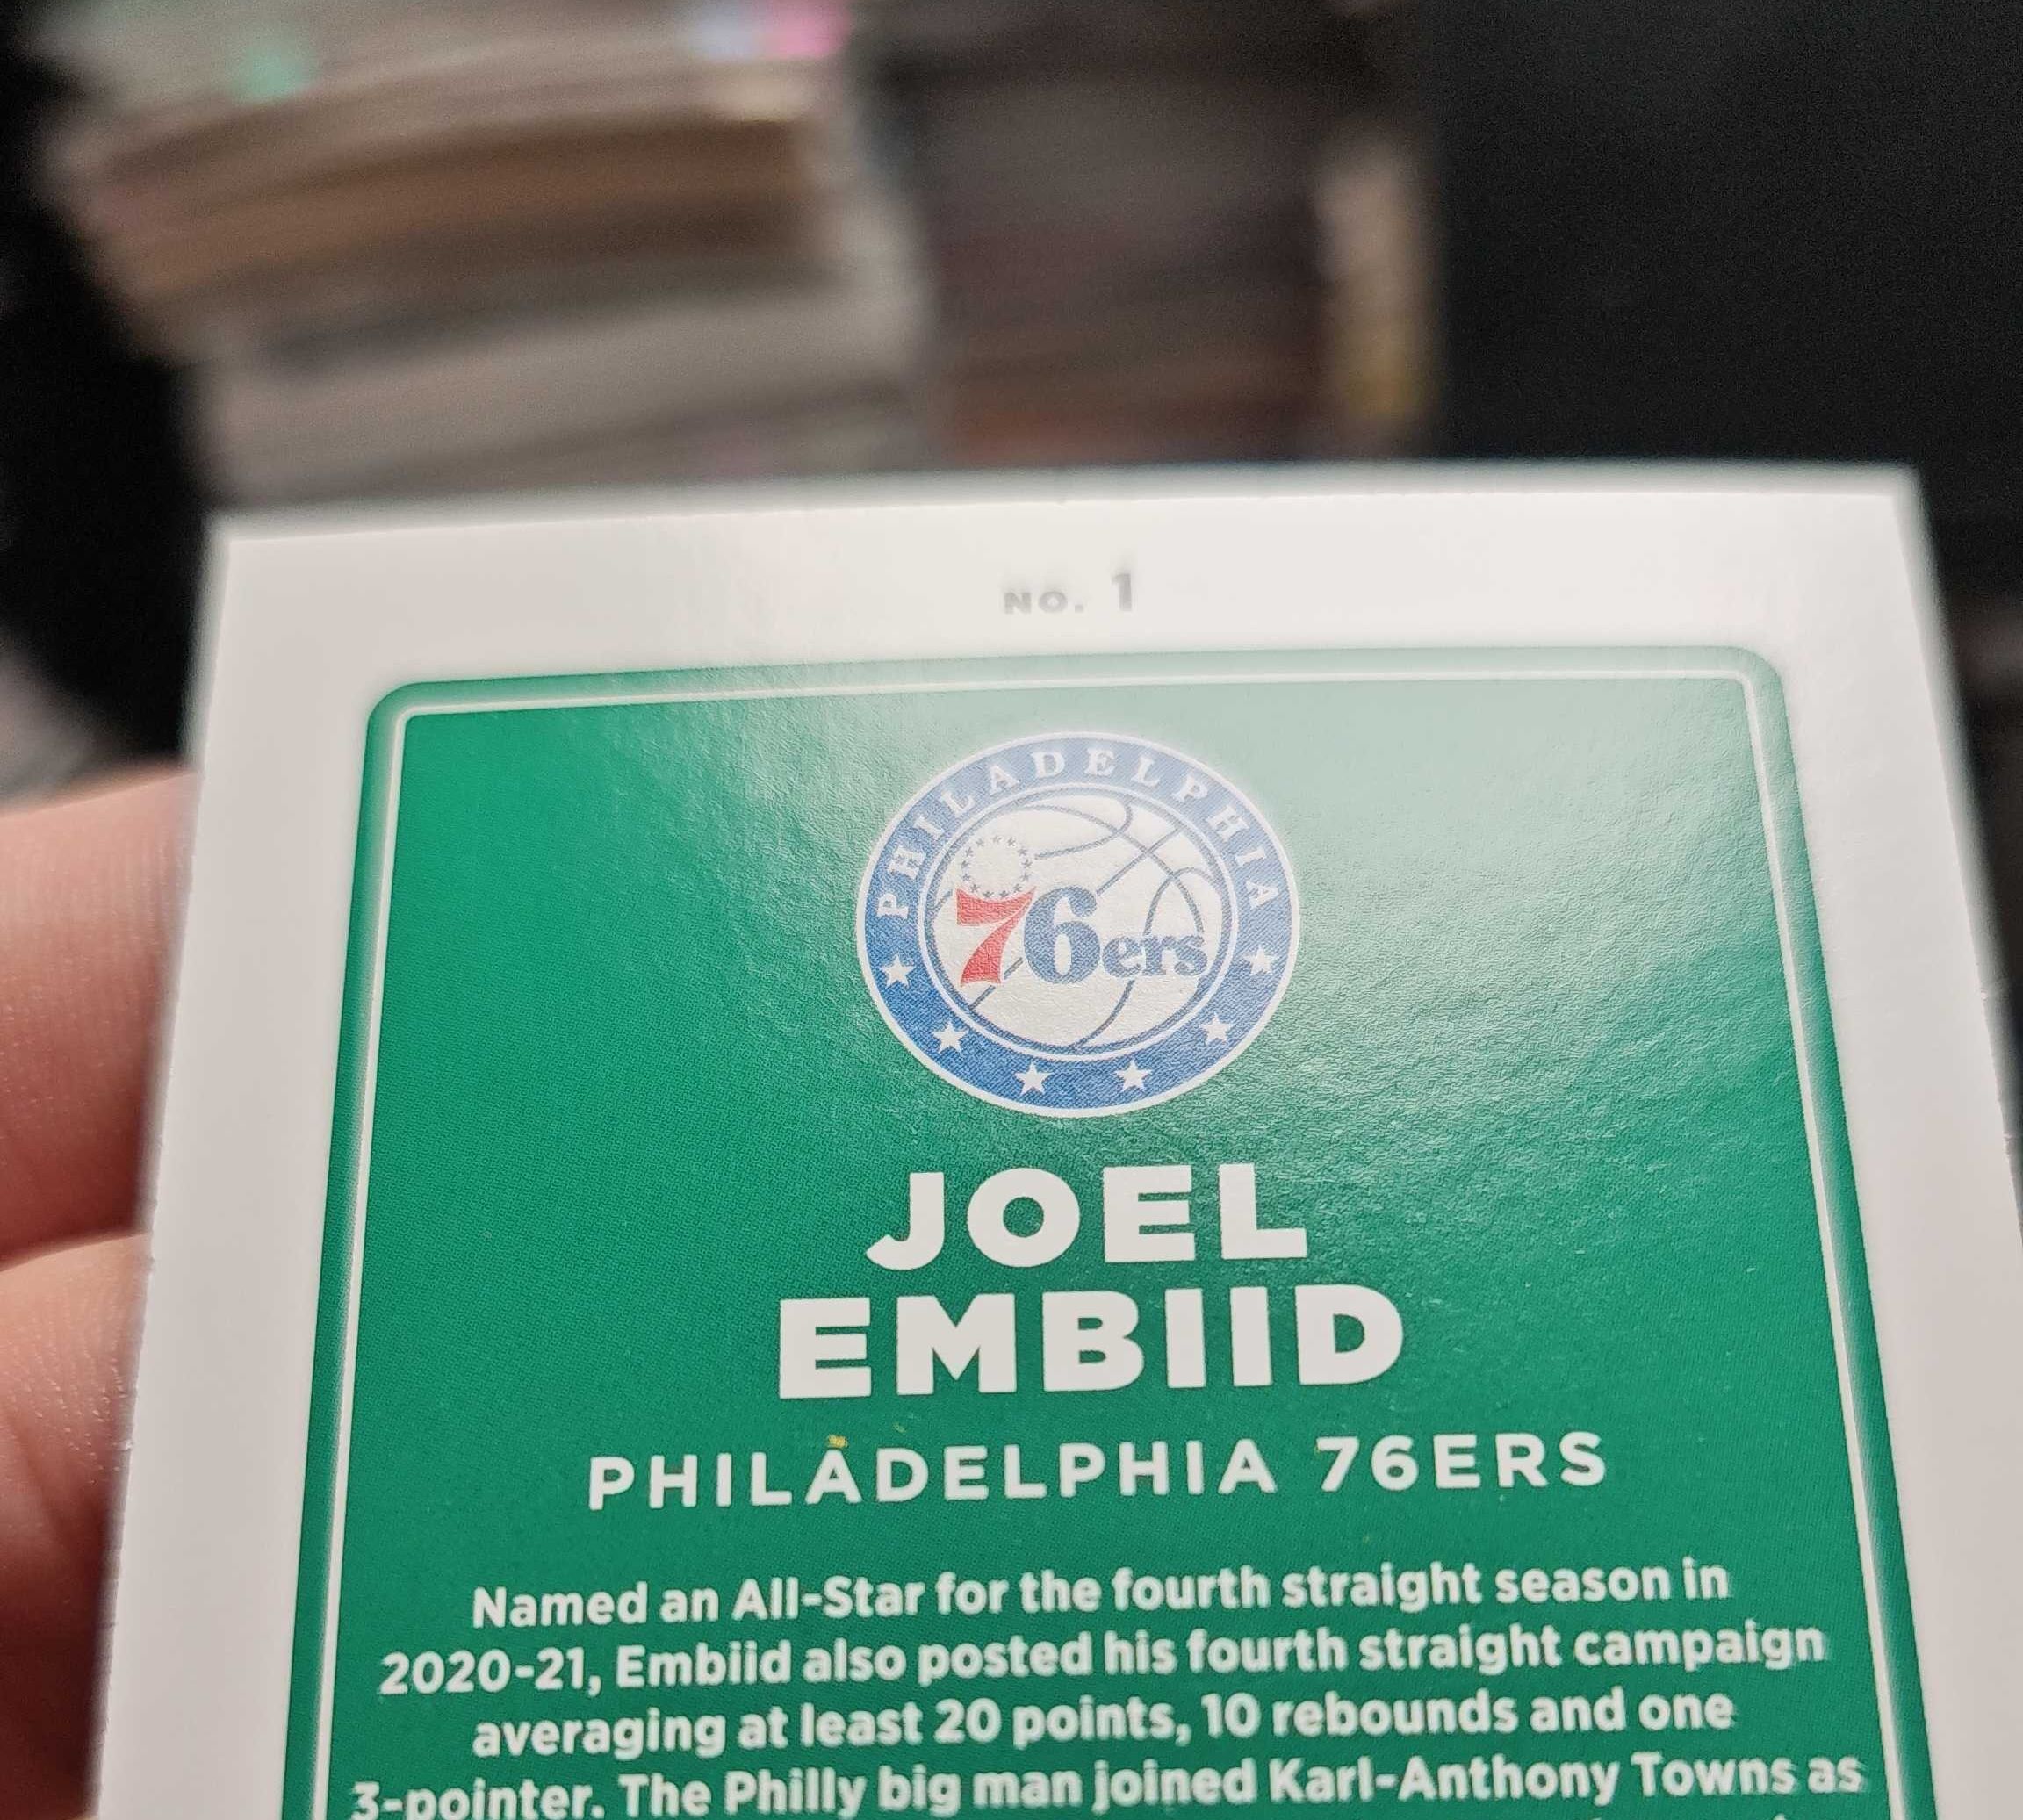 NO. 1
PHILADELPHIA
76ers
JOEL
EMBIID
PHILADELPHIA 76ERS
Named an All-Star for the fourth straight season in
2020-21, Embiid also posted his fourth straight campaign
averaging at least 20 points, 10 rebounds and one
3-pointer. The Philly big man joined Karl-Anthony Towns as